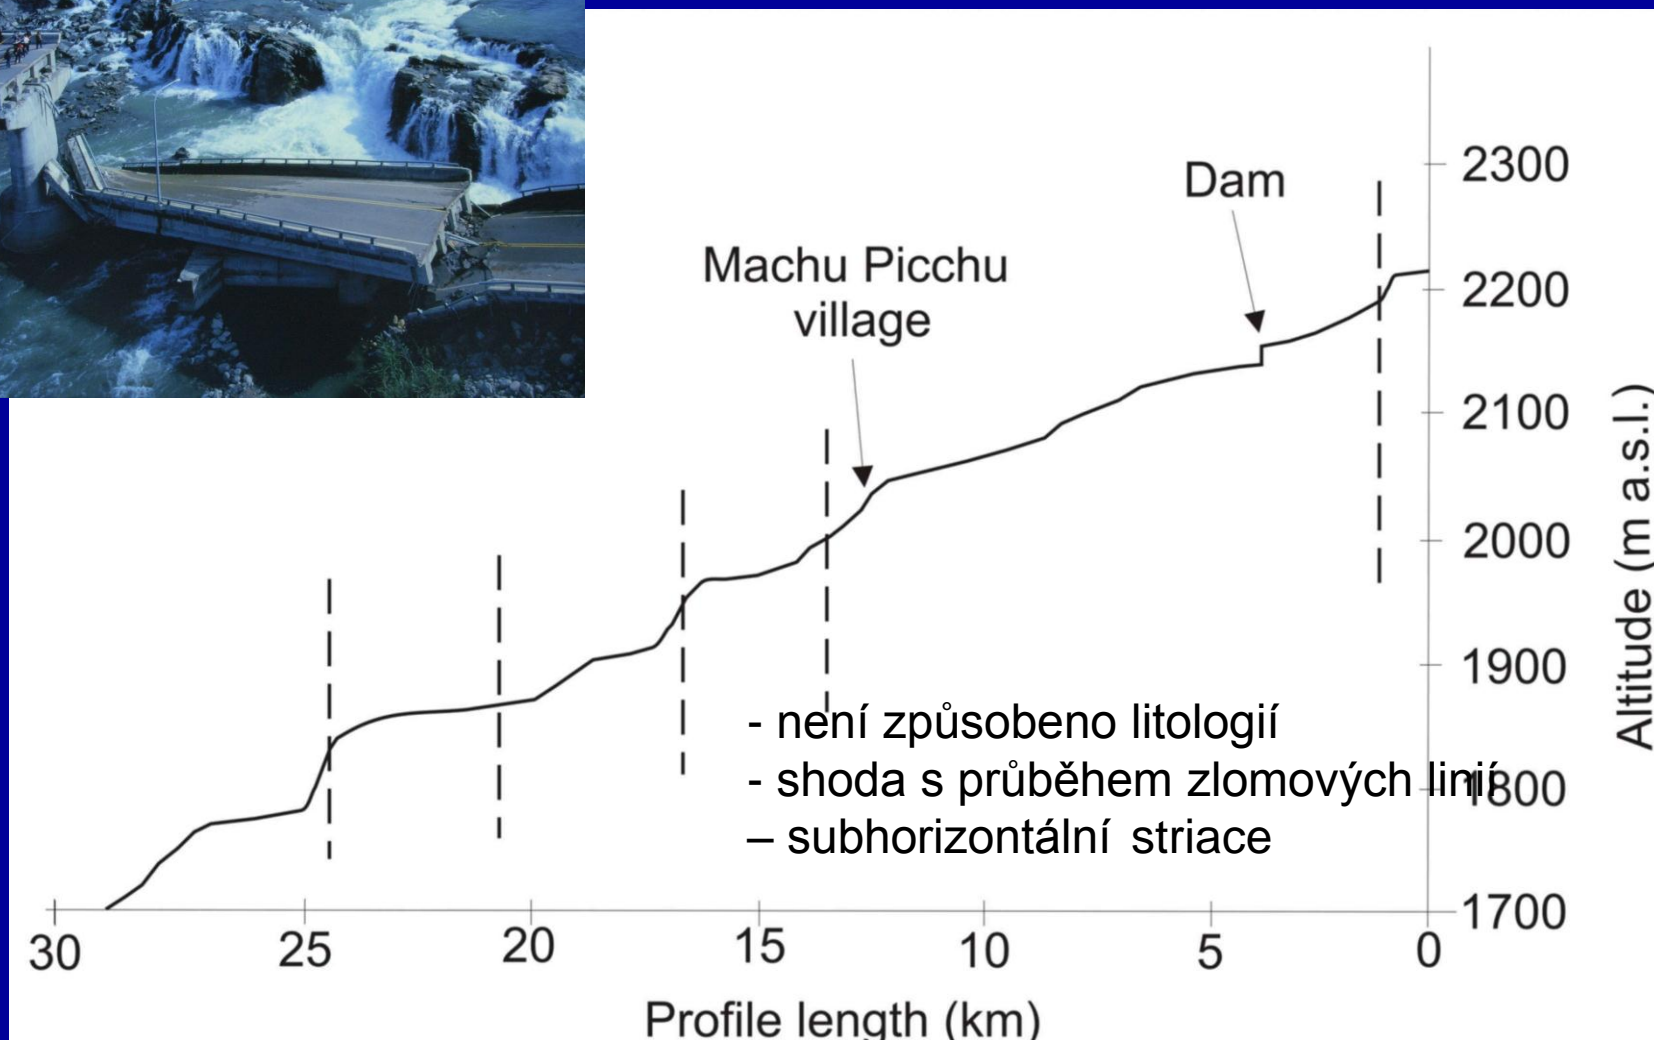 Dam
Machu Picchu
village
2300
2200
2100
2000
1900
1800
1700
Altitude (m a.s.l.)
- není způsobeno litologií
- shoda s průběhem zlomových linií
– subhorizontální striace
30 25 20 15 10 5 0
Profile length (km)